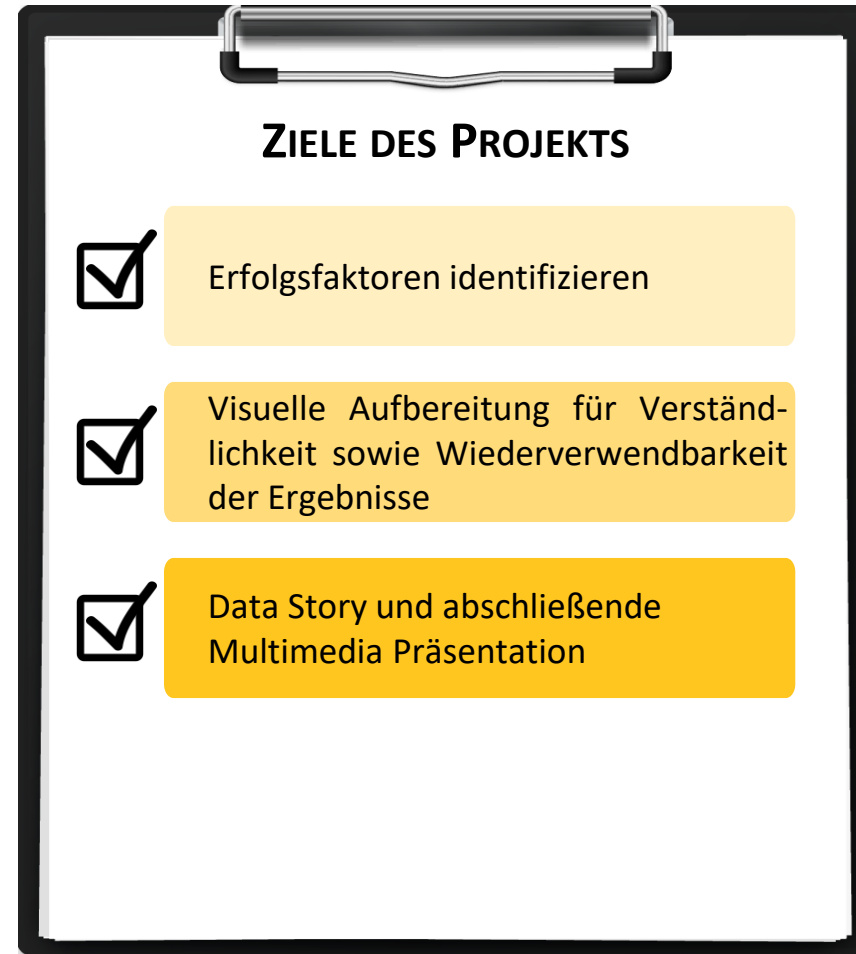 ZIELE DES PROJEKTS
Erfolgsfaktoren identifizieren
Visuelle Aufbereitung für Verständ-
lichkeit sowie Wiederverwendbarkeit
der Ergebnisse
Data Story und abschließende
Multimedia Präsentation